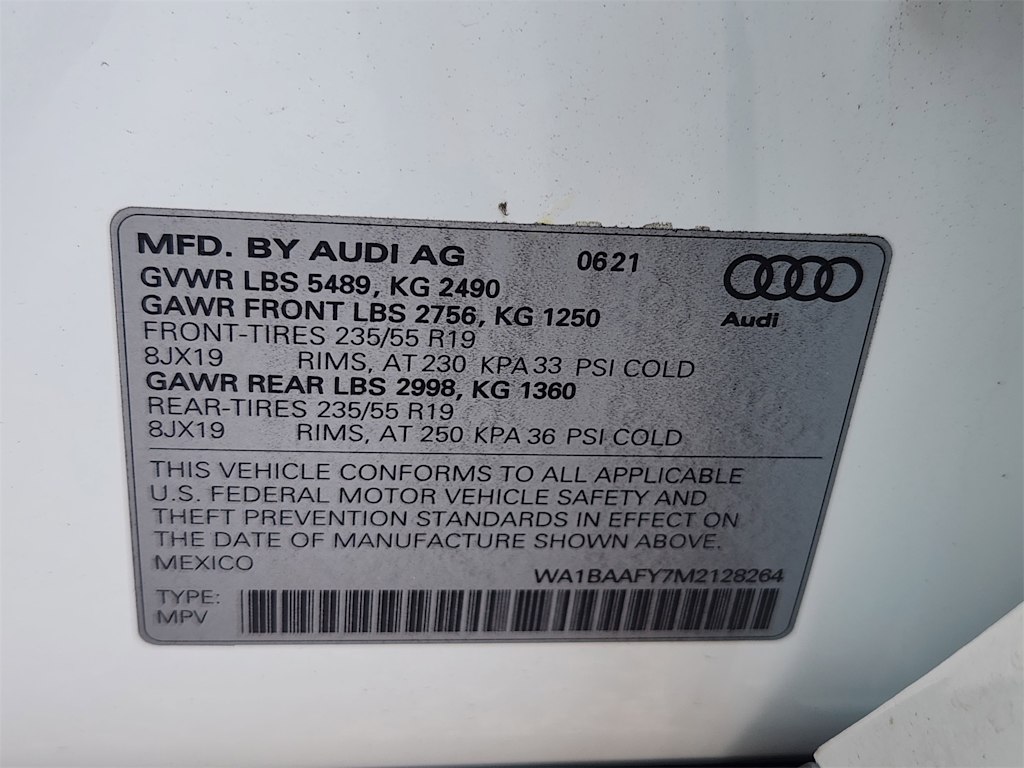 MFD. BY AUDI AG 0621
GVWR LBS 5489, KG 2490
GAWR FRONT LBS 2756, KG 1250
Audi
FRONT-TIRES 235/55 R19
8JX19 RIMS, AT 230 KPA 33 PSI COLD
GAWR REAR LBS 2998, KG 1360
REAR-TIRES 235/55 R19
8JX19 RIMS, AT 250 KPA 36 PSI COLD
THIS VEHICLE CONFORMS TO ALL APPLICABLE
U.S. FEDERAL MOTOR VEHICLE SAFETY AND
THEFT PREVENTION STANDARDS IN EFFECT ON
THE DATE OF MANUFACTURE SHOWN ABOVE.
MEXICO
WA1BAAFY7M2128264
TYPE:
MPV